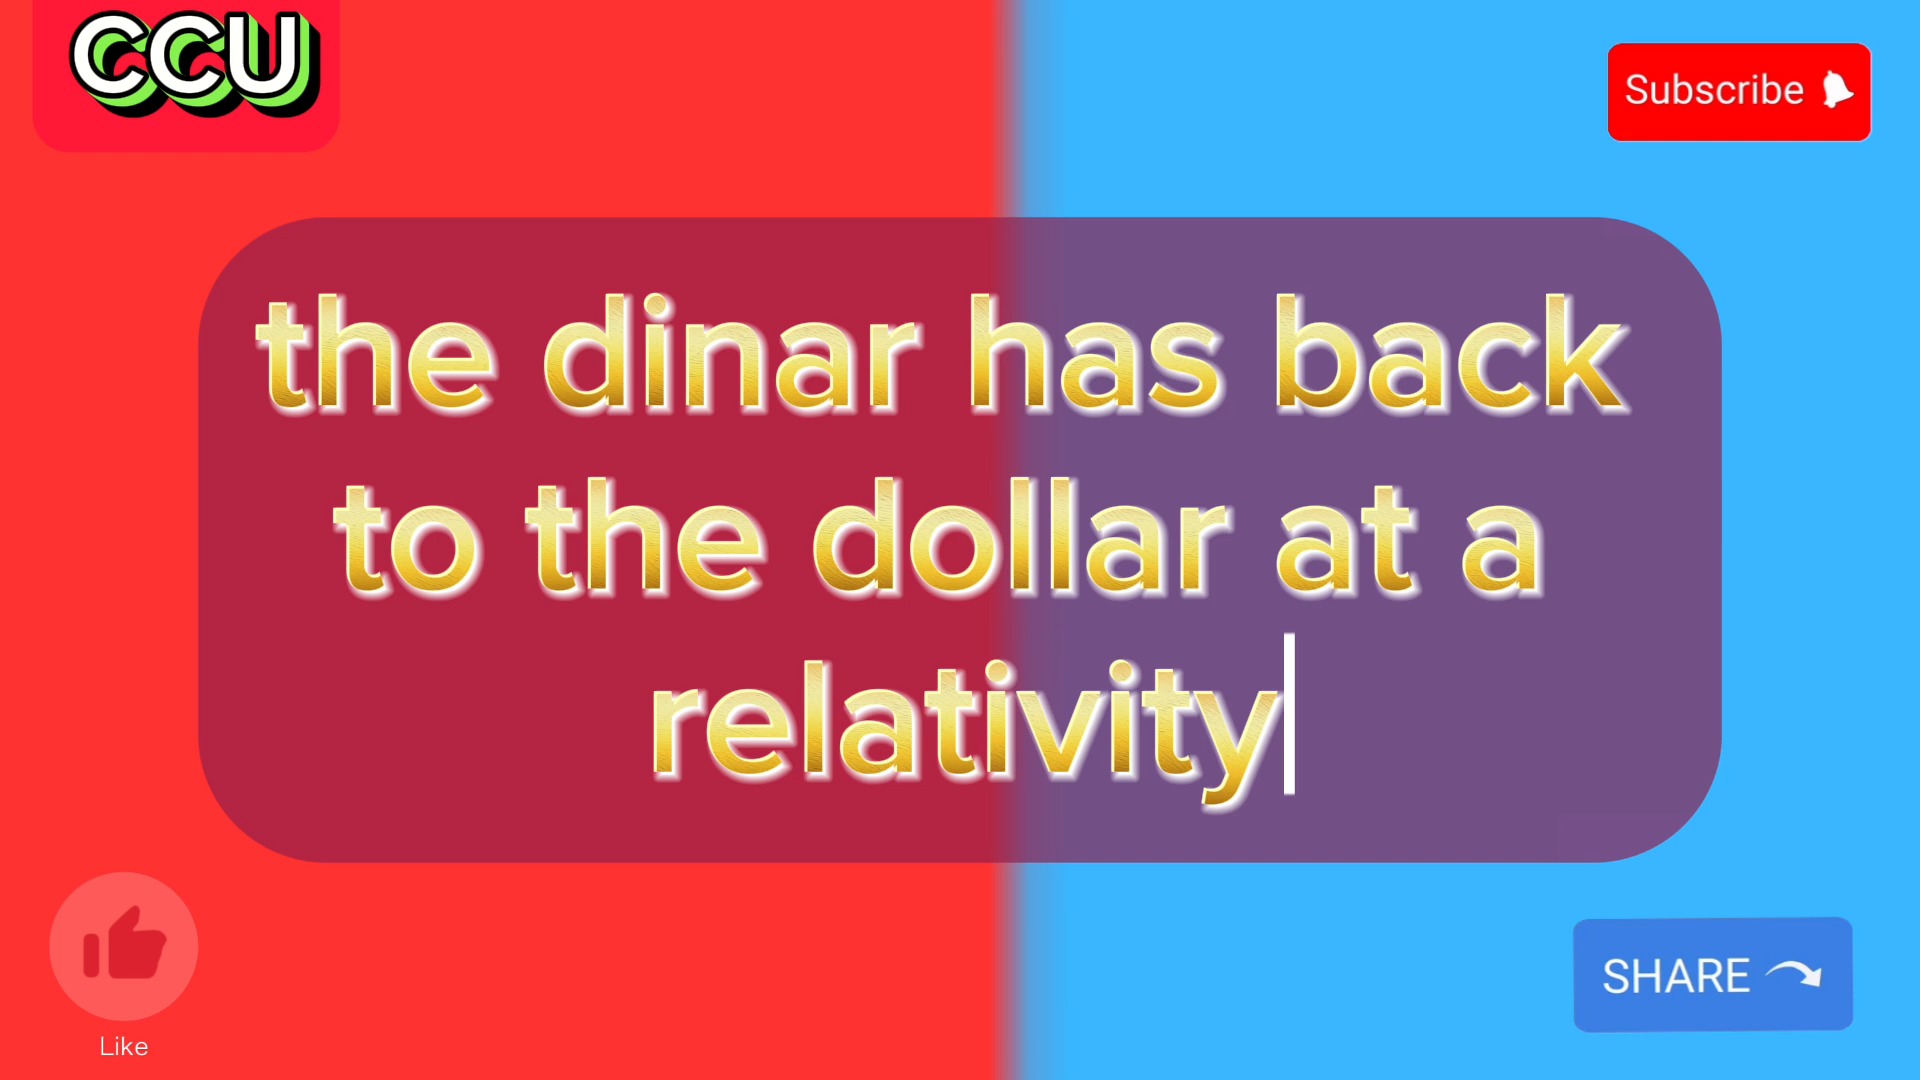 CCU
Subscribe
the dinar has back
to the dollar at a
relativity
Like
SHARE